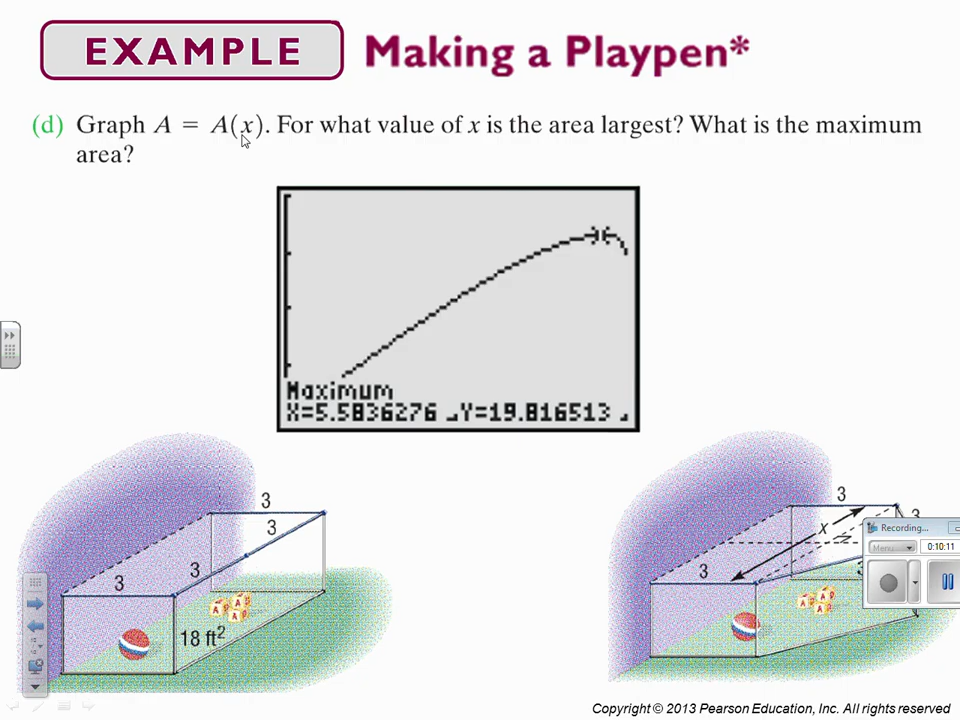 EXAMPLE Making a Playpen*
(d) Graph A = A(x). For what value of x is the area largest? What is the maximum
area?
Maximum
X=5.5836276 Y=19.816513
3
3
3
3
18 ft²
3
3
x
3
Recording...
Menu
0:10:11
Copyright © 2013 Pearson Education, Inc. All rights reserved